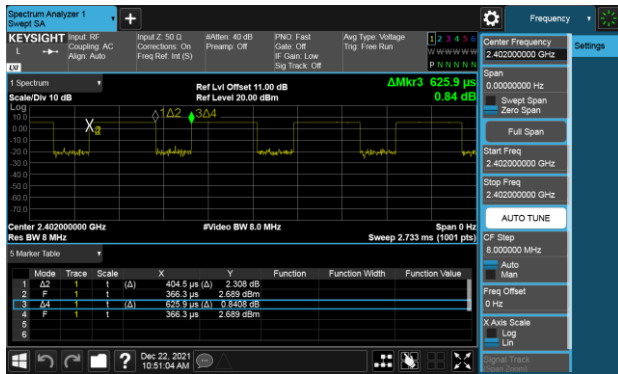 Spectrum Analyzer 1
Swept SA
+
Frequency
KEYSIGHT
L
LXI
Input: RF
Coupling: AC
Align: Auto
Input Z: 50 Ω
Corrections: On
Freq Ref: Int (S)
#Atten: 40 dB
Preamp: Off
PNO: Fast
Gate: Off
IF Gain: Low
Sig Track: Off
Avg Type: Voltage
Trig: Free Run
1 2 3 4 5 6
W W W W W W
P N N N N N
1 Spectrum
Scale/Div 10 dB
Ref Lvl Offset 11.00 dB
Ref Level 20.00 dBm
ΔMkr3 625.9 µs
0.84 dB
Log
10.0
0.00
-10.0
-20.0
-30.0
-40.0
-50.0
-60.0
-70.0
1Δ2
3Δ4
Center 2.402000000 GHz
Res BW 8 MHz
#Video BW 8.0 MHz
Span 0 Hz
Sweep 2.733 ms (1001 pts)
5 Marker Table
Mode Trace Scale X Y Function Function Width Function Value
1 Δ2 1 t (Δ) 404.5 µs (Δ) 2.308 dB
2 F 1 t 366.3 µs 2.689 dBm
3 Δ4 1 t (Δ) 625.9 µs (Δ) 0.8408 dB
4 F 1 t 366.3 µs 2.689 dBm
5
6
Dec 22, 2021
10:51:04 AM
?
Center Frequency
2.402000000 GHz
Span
0.00000000 Hz
Swept Span
Zero Span
Full Span
Start Freq
2.402000000 GHz
Stop Freq
2.402000000 GHz
AUTO TUNE
CF Step
8.000000 MHz
Auto
Man
Freq Offset
0 Hz
X Axis Scale
Log
Lin
Signal Track
(Span Zoom)
Settings